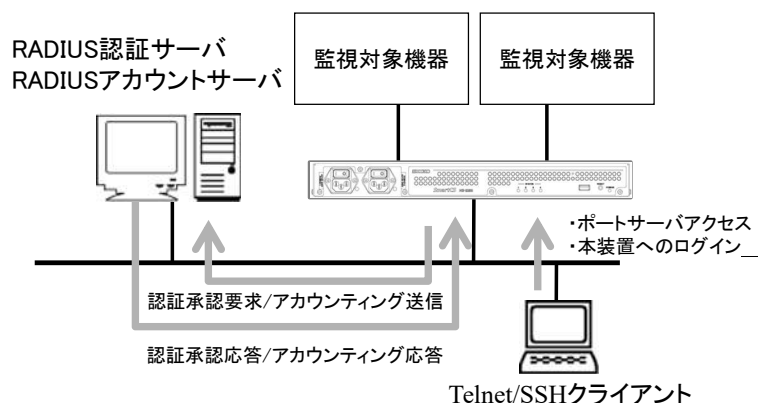 RADIUS認証サーバ
RADIUSアカウントサーバ
監視対象機器
監視対象機器
・ポートサーバアクセス
・本装置へのログイン
認証承認要求/アカウンティング送信
認証承認応答/アカウンティング応答
Telnet/SSHクライアント